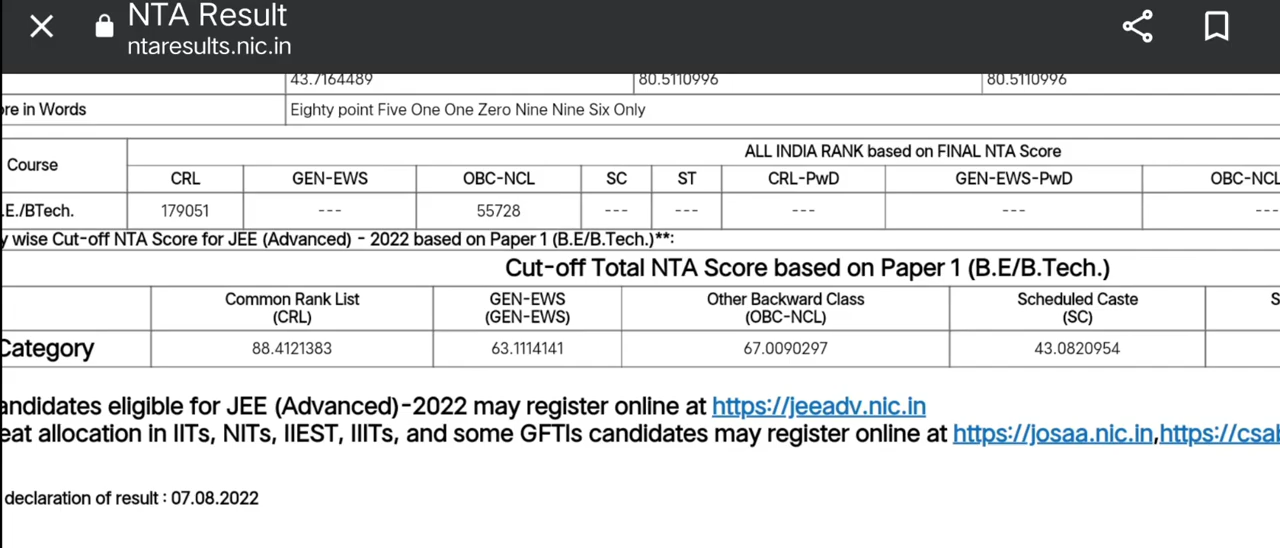 NTA Result
ntaresults.nic.in
43.7164489 80.5110996 80.5110996
re in Words Eighty point Five One One Zero Nine Nine Six Only
Course ALL INDIA RANK based on FINAL NTA Score
CRL GEN-EWS OBC-NCL SC ST CRL-PwD GEN-EWS-PwD OBC-NCL
.E./BTech. 179051 --- 55728 --- --- --- --- ---
y wise Cut-off NTA Score for JEE (Advanced) - 2022 based on Paper 1 (B.E/B.Tech.)**:
Cut-off Total NTA Score based on Paper 1 (B.E/B.Tech.)
Common Rank List GEN-EWS Other Backward Class Scheduled Caste S
(CRL) (GEN-EWS) (OBC-NCL) (SC)
Category 88.4121383 63.1114141 67.0090297 43.0820954
andidates eligible for JEE (Advanced)-2022 may register online at https://jeeadv.nic.in
eat allocation in IITs, NITs, IIEST, IIITs, and some GFTIs candidates may register online at https://josaa.nic.in,https://csab
declaration of result : 07.08.2022